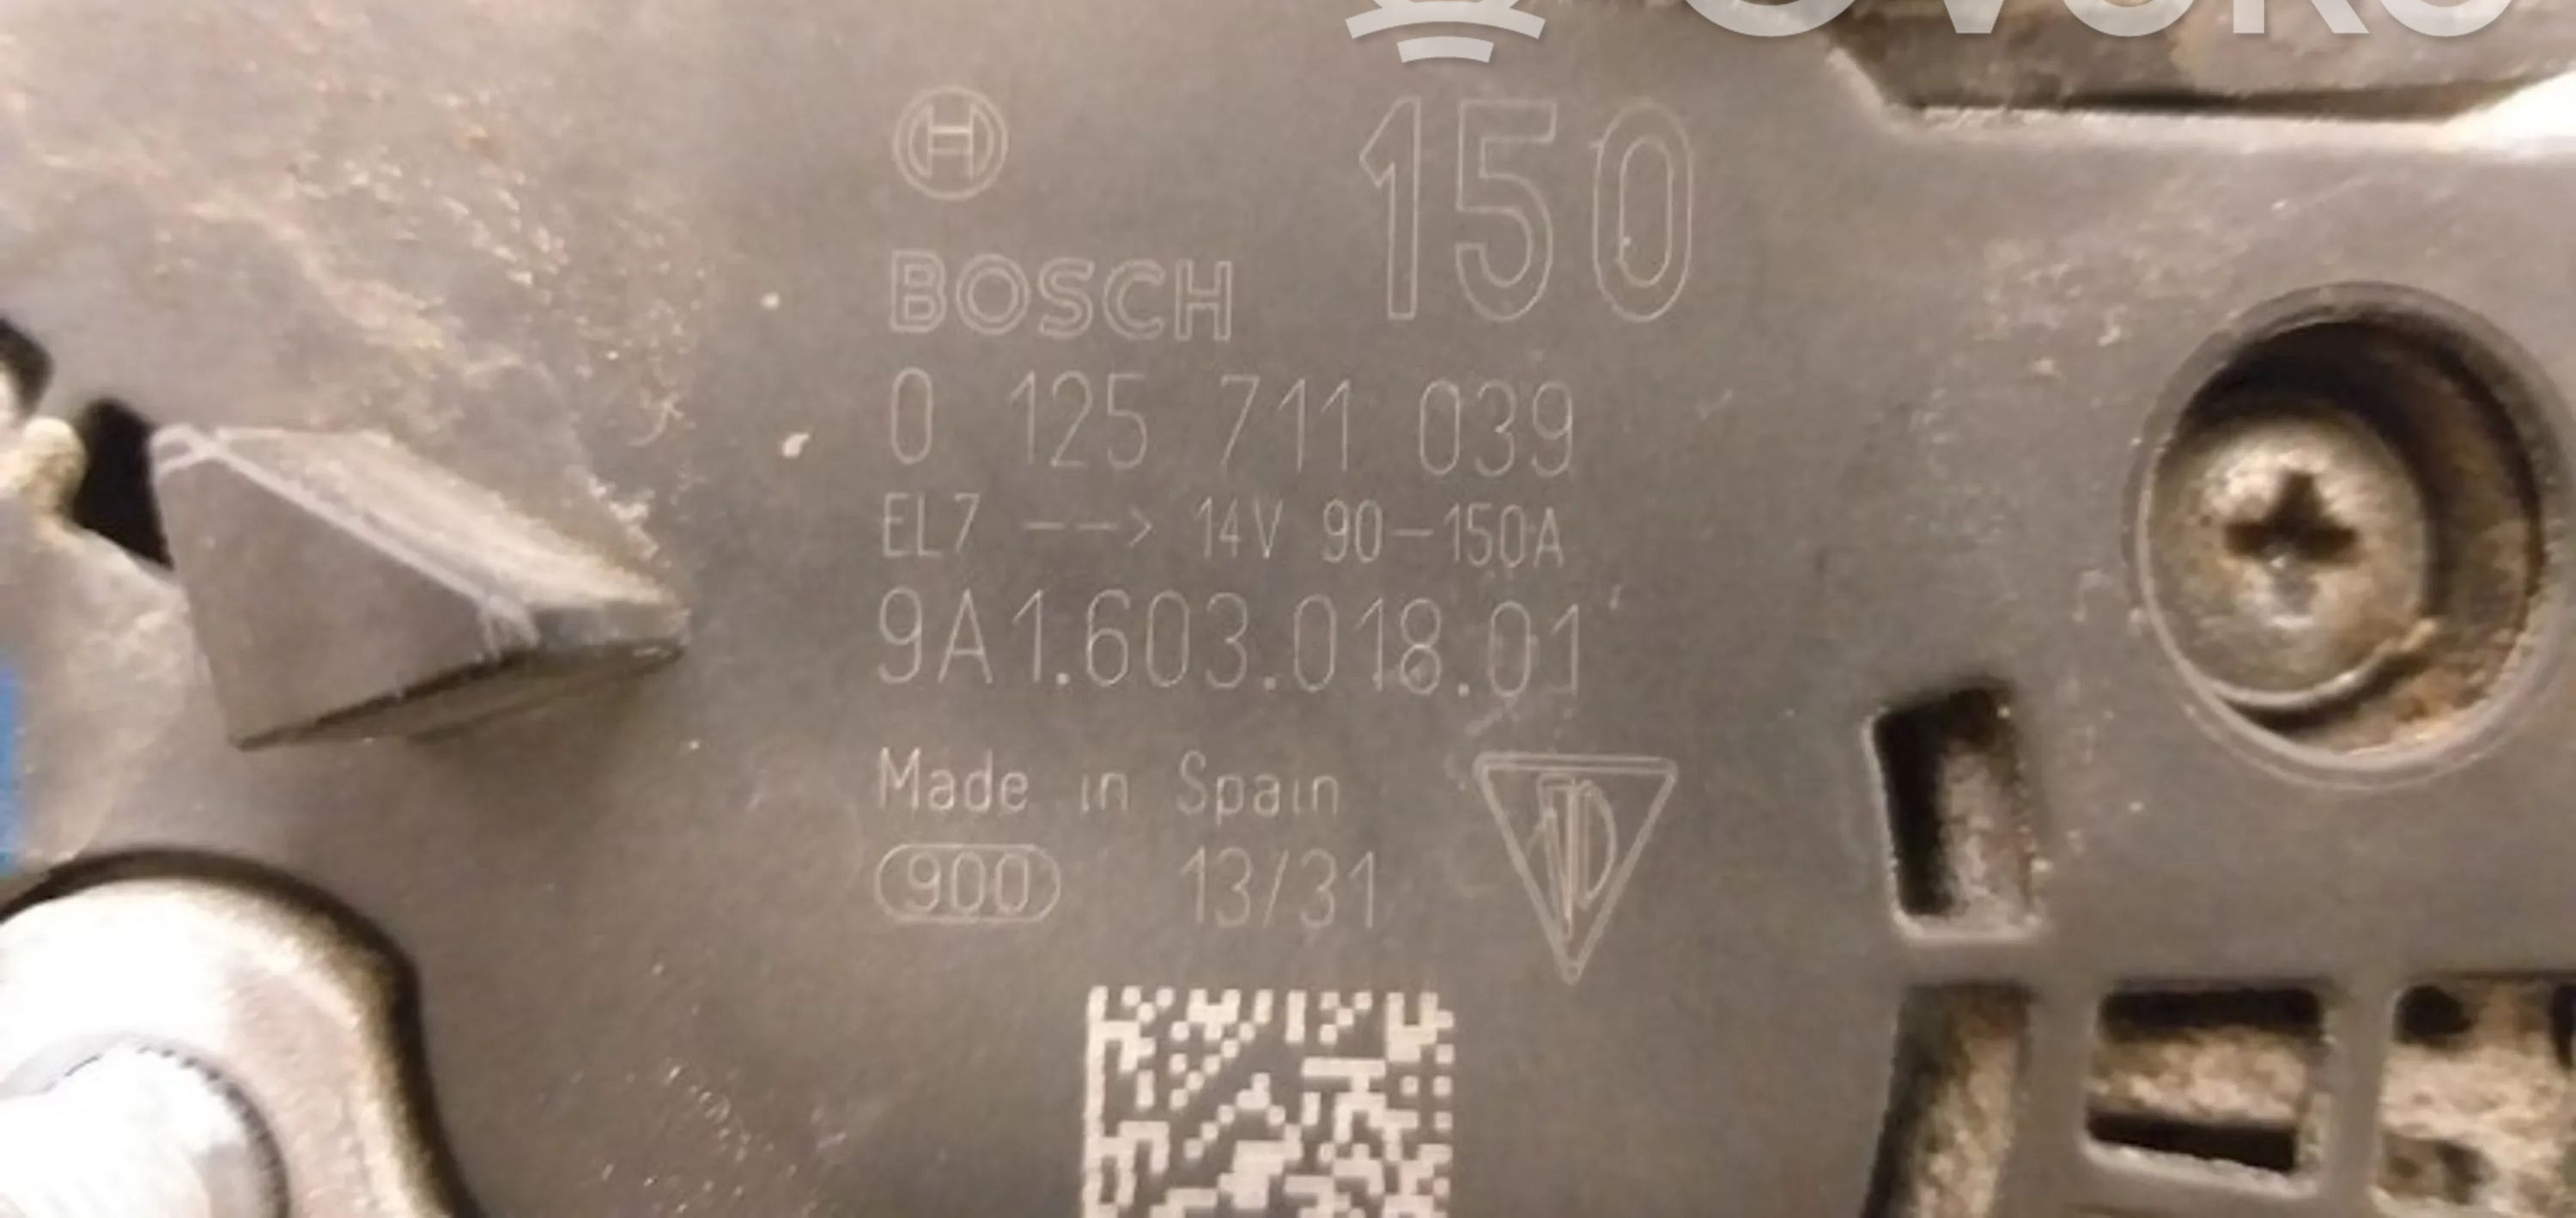 150
BOSCH
0 125 711 039
EL7 --> 14V 90-150A
9A1.603.018.01
Made in Spain
900 13/31